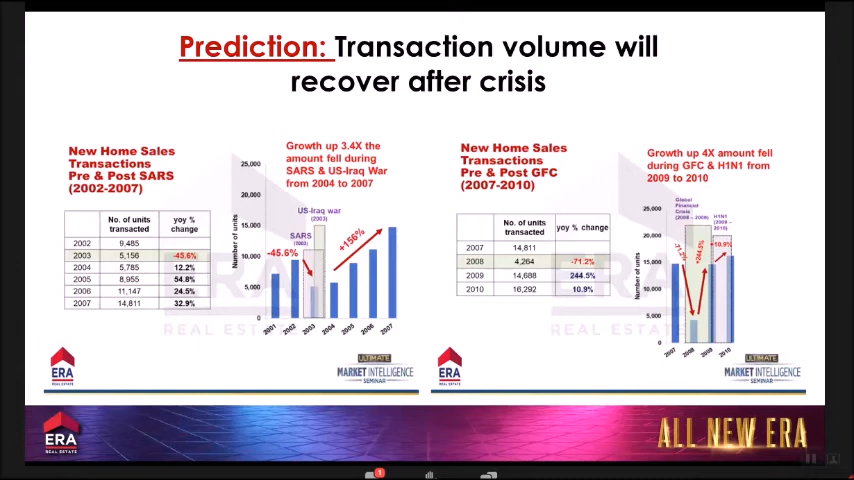 Prediction: Transaction volume will
recover after crisis
New Home Sales
Transactions
Pre & Post SARS
(2002-2007)
No. of units
transacted
yoy %
change
2002 9,485
2003 5,156 -45.6%
2004 5,785 12.2%
2005 8,955 54.8%
2006 11,147 24.5%
2007 14,811 32.9%
Growth up 3.4X the
amount fell during
SARS & US-Iraq War
from 2004 to 2007
US-Iraq war
(2003)
SARS
(2003)
-45.6%
+156%
Number of units
25,000
20,000
15,000
10,000
5,000
0
2001 2002 2003 2004 2005 2006 2007
New Home Sales
Transactions
Pre & Post GFC
(2007-2010)
No. of units
transacted
yoy % change
2007 14,811
2008 4,264 -71.2%
2009 14,688 244.5%
2010 16,292 10.9%
Growth up 4X amount fell
during GFC & H1N1 from
2009 to 2010
Global
Financial
Crisis
(2008 – 2009)
H1N1
(2009 –
2010)
-71.2%
+244.5%
+10.9%
Number of units
25,000
20,000
15,000
10,000
5,000
0
2007 2008 2009 2010
ERA
REAL ESTATE
ULTIMATE
MARKET INTELLIGENCE
SEMINAR
ERA
REAL ESTATE
ULTIMATE
MARKET INTELLIGENCE
SEMINAR
ERA
REAL ESTATE
ALL NEW ERA
1